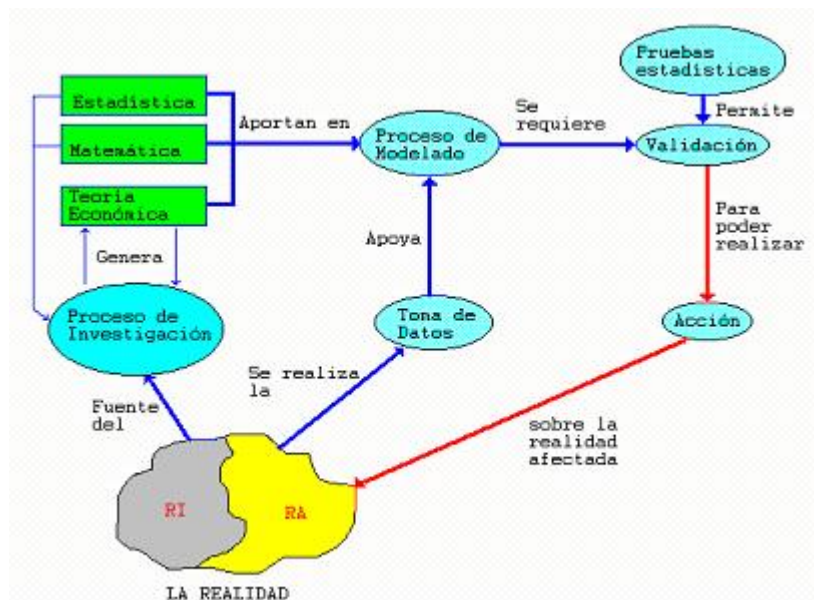 Pruebas
estadísticas
Estadística
Se
requiere
Permite
Aportan en
Proceso de
Modelado
Matemática
Validación
Teoría
Económica
Para
poder
realizar
Apoya
Genera
Proceso de
Investigación
Toma de
Datos
Acción
Se realiza
la
Fuente
del
sobre la
realidad
afectada
RI
RA
LA REALIDAD